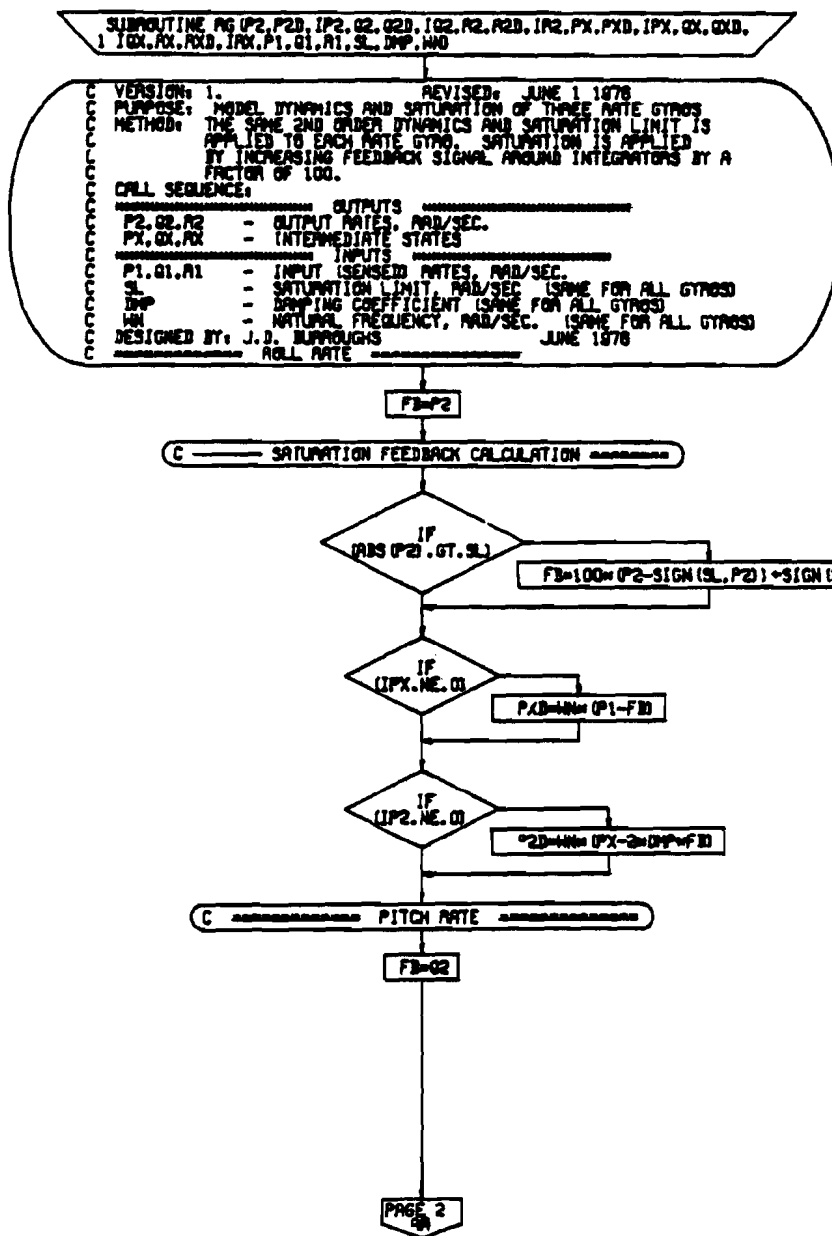 SUBROUTINE RG (P2,P2D,IP2,Q2,Q2D,IQ2,R2,R2D,IR2,PX,PXD,IPX,QX,QXD,
1 IQX,RX,RXD,IRX,P1,Q1,R1,SL,DMP,WN)
C VERSION: 1. REVISED: JUNE 1 1976
C PURPOSE: MODEL DYNAMICS AND SATURATION OF THREE RATE GYROS
C METHOD: THE SAME 2ND ORDER DYNAMICS AND SATURATION LIMIT IS
C APPLIED TO EACH RATE GYRO. SATURATION IS APPLIED
C BY INCREASING FEEDBACK SIGNAL AROUND INTEGRATORS BY A
C FACTOR OF 100.
C CALL SEQUENCE:
C OUTPUTS
C P2,Q2,R2 - OUTPUT RATES, RAD/SEC.
C PX,QX,RX - INTERMEDIATE STATES
C INPUTS
C P1,Q1,R1 - INPUT (SENSED) RATES, RAD/SEC.
C SL - SATURATION LIMIT, RAD/SEC (SAME FOR ALL GYROS)
C DMP - DAMPING COEFFICIENT (SAME FOR ALL GYROS)
C WN - NATURAL FREQUENCY, RAD/SEC. (SAME FOR ALL GYROS)
C DESIGNED BY: J.D. BURROUGHS JUNE 1976
C ROLL RATE
FB=P2
C ------ SATURATION FEEDBACK CALCULATION ------
IF
(ABS(P2).GT.SL)
FB=100*(P2-SIGN(SL,P2))+SIGN(
IF
(IPX.NE.0)
PXD=WN*(P1-FB)
IF
(IP2.NE.0)
P2D=WN*(PX-2*DMP*FB)
C PITCH RATE
FB=Q2
PAGE 2